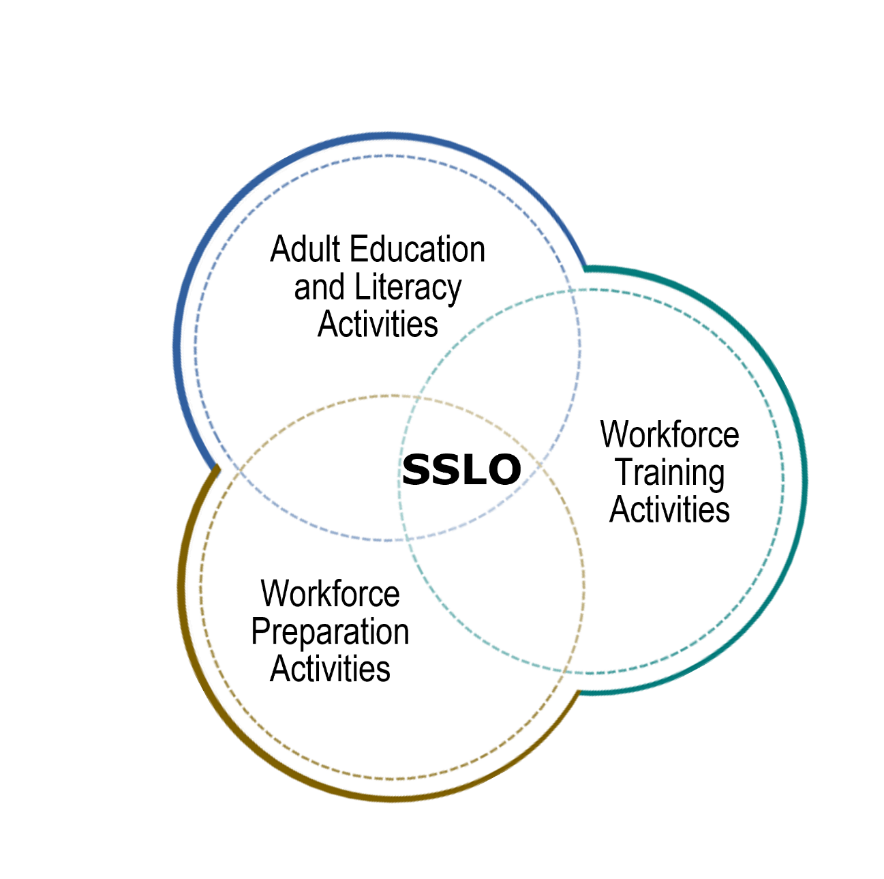 Adult Education
and Literacy
Activities
SSLO
Workforce
Training
Activities
Workforce
Preparation
Activities